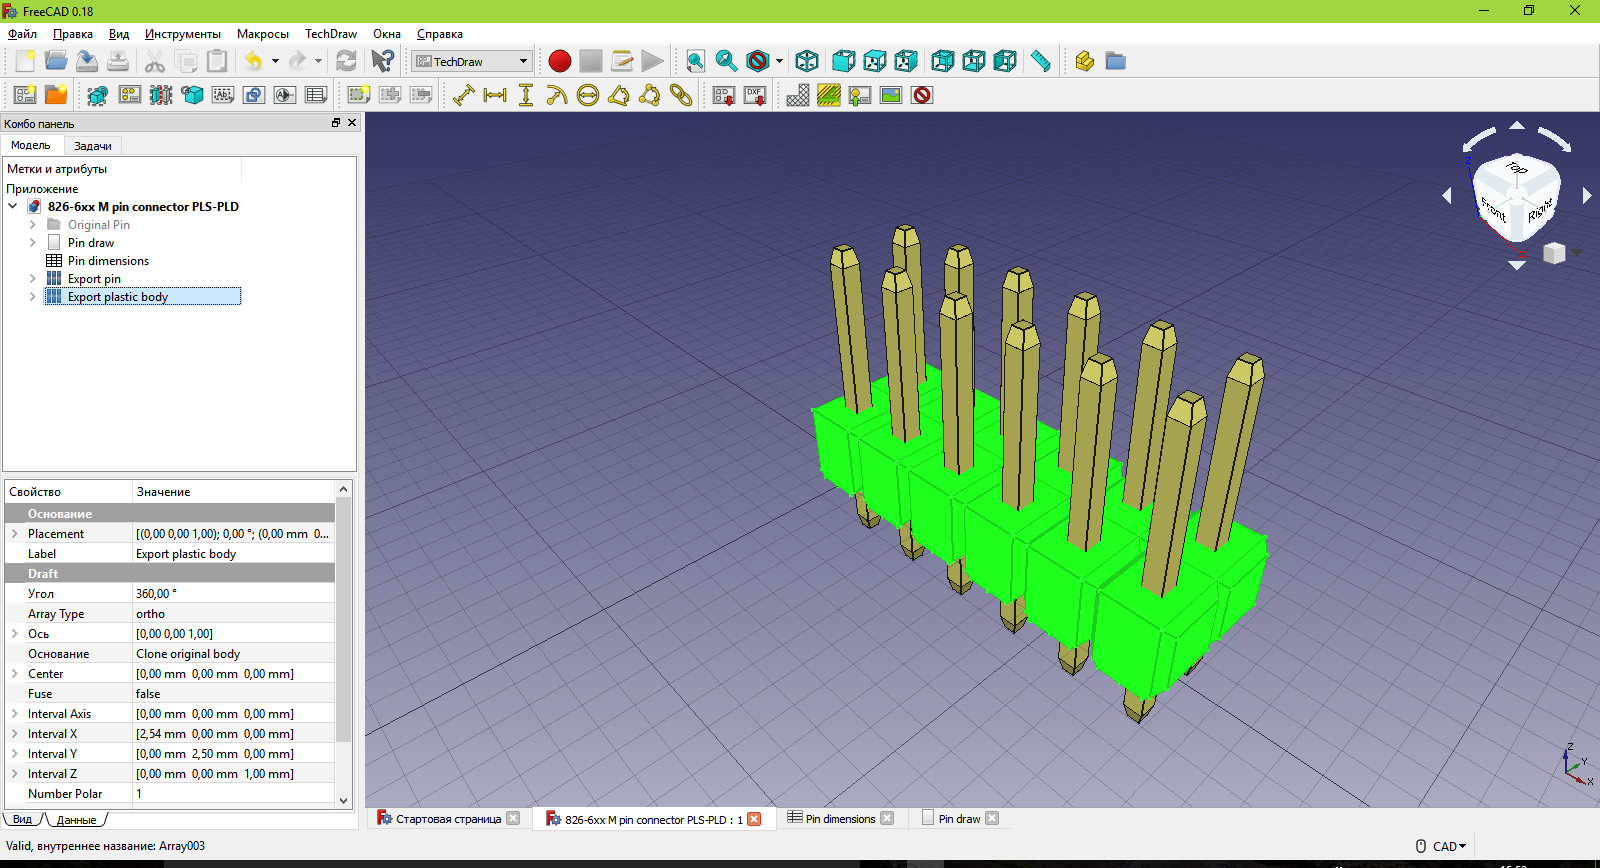 FreeCAD 0.18
Файл Правка Вид Инструменты Макросы TechDraw Окна Справка
TechDraw
DXF
Комбо панель
Модель Задачи
Метки и атрибуты
Приложение
826-6xx M pin connector PLS-PLD
Original Pin
Pin draw
Pin dimensions
Export pin
Export plastic body
Свойство Значение
Основание
Placement [(0,00 0,00 1,00); 0,00 °; (0,00 mm 0...
Label Export plastic body
Draft
Угол 360,00 °
Array Type ortho
Ось [0,00 0,00 1,00]
Основание Clone original body
Center [0,00 mm 0,00 mm 0,00 mm]
Fuse false
Interval Axis [0,00 mm 0,00 mm 0,00 mm]
Interval X [2,54 mm 0,00 mm 0,00 mm]
Interval Y [0,00 mm 2,50 mm 0,00 mm]
Interval Z [0,00 mm 0,00 mm 1,00 mm]
Number Polar 1
Вид Данные
Top
Front
Right
Z
X
Z
Y
X
Стартовая страница 826-6xx M pin connector PLS-PLD : 1 Pin dimensions Pin draw
Valid, внутреннее название: Array003
CAD